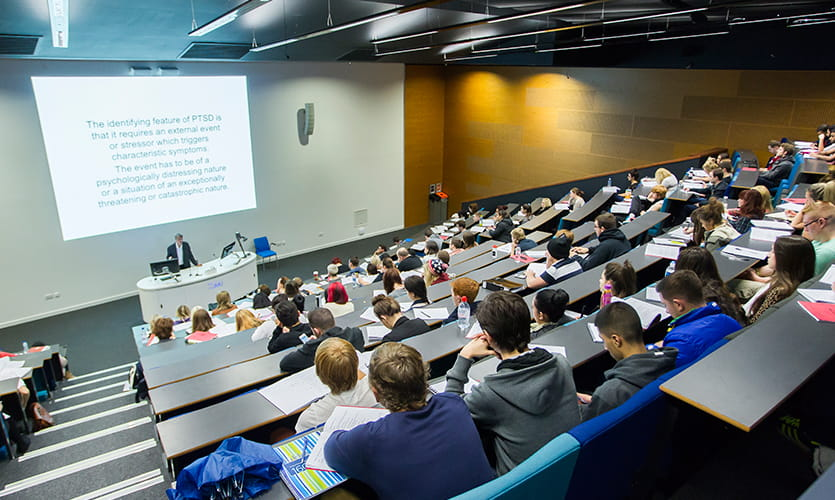 The identifying feature of PTSD is
that it requires an external event
or stressor which triggers
characteristic symptoms.
The event has to be of a
psychologically distressing nature
or a situation of an exceptionally
threatening or catastrophic nature.